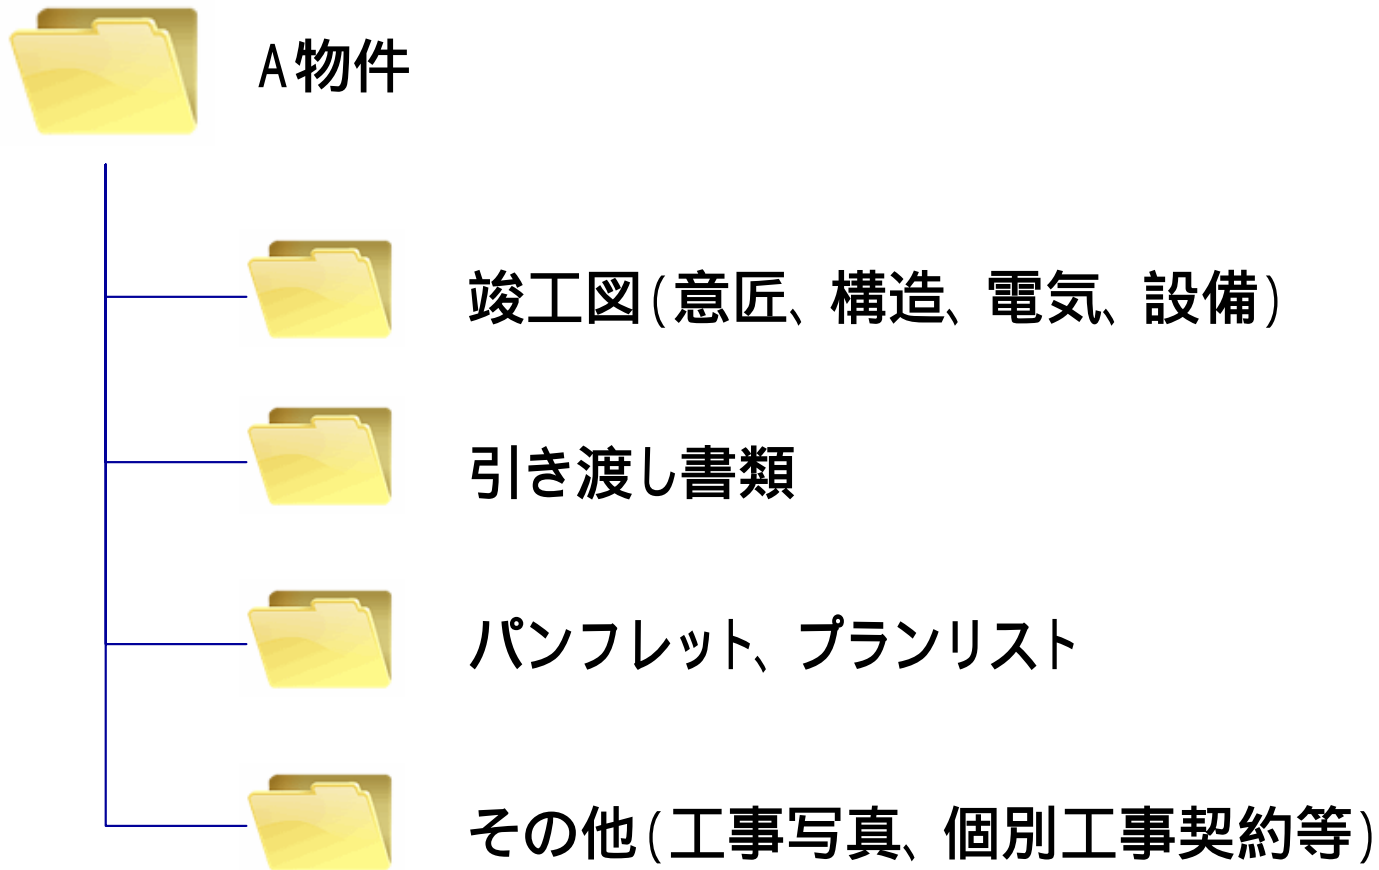 A物件
竣工図(意匠、構造、電気、設備)
引き渡し書類
パンフレット、プランリスト
その他(工事写真、個別工事契約等)